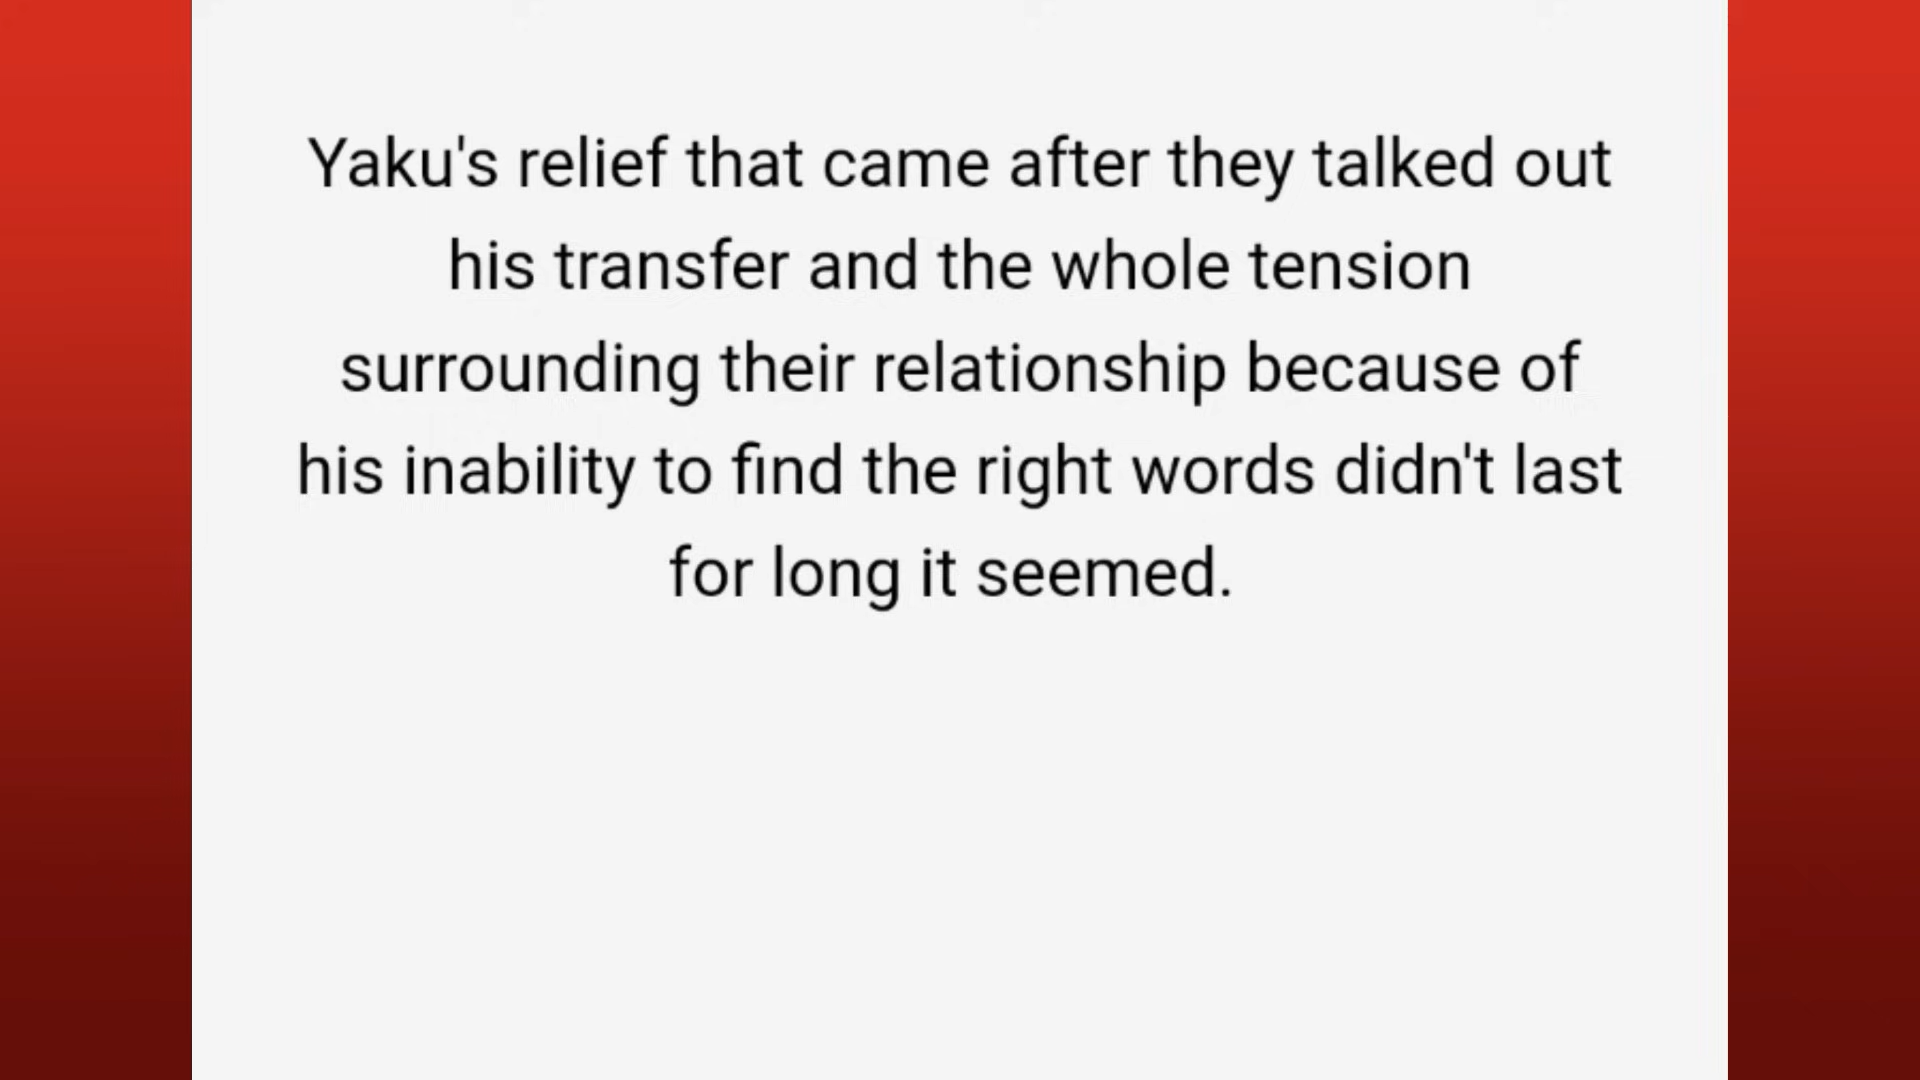 Yaku's relief that came after they talked out
his transfer and the whole tension
surrounding their relationship because of
his inability to find the right words didn't last
for long it seemed.